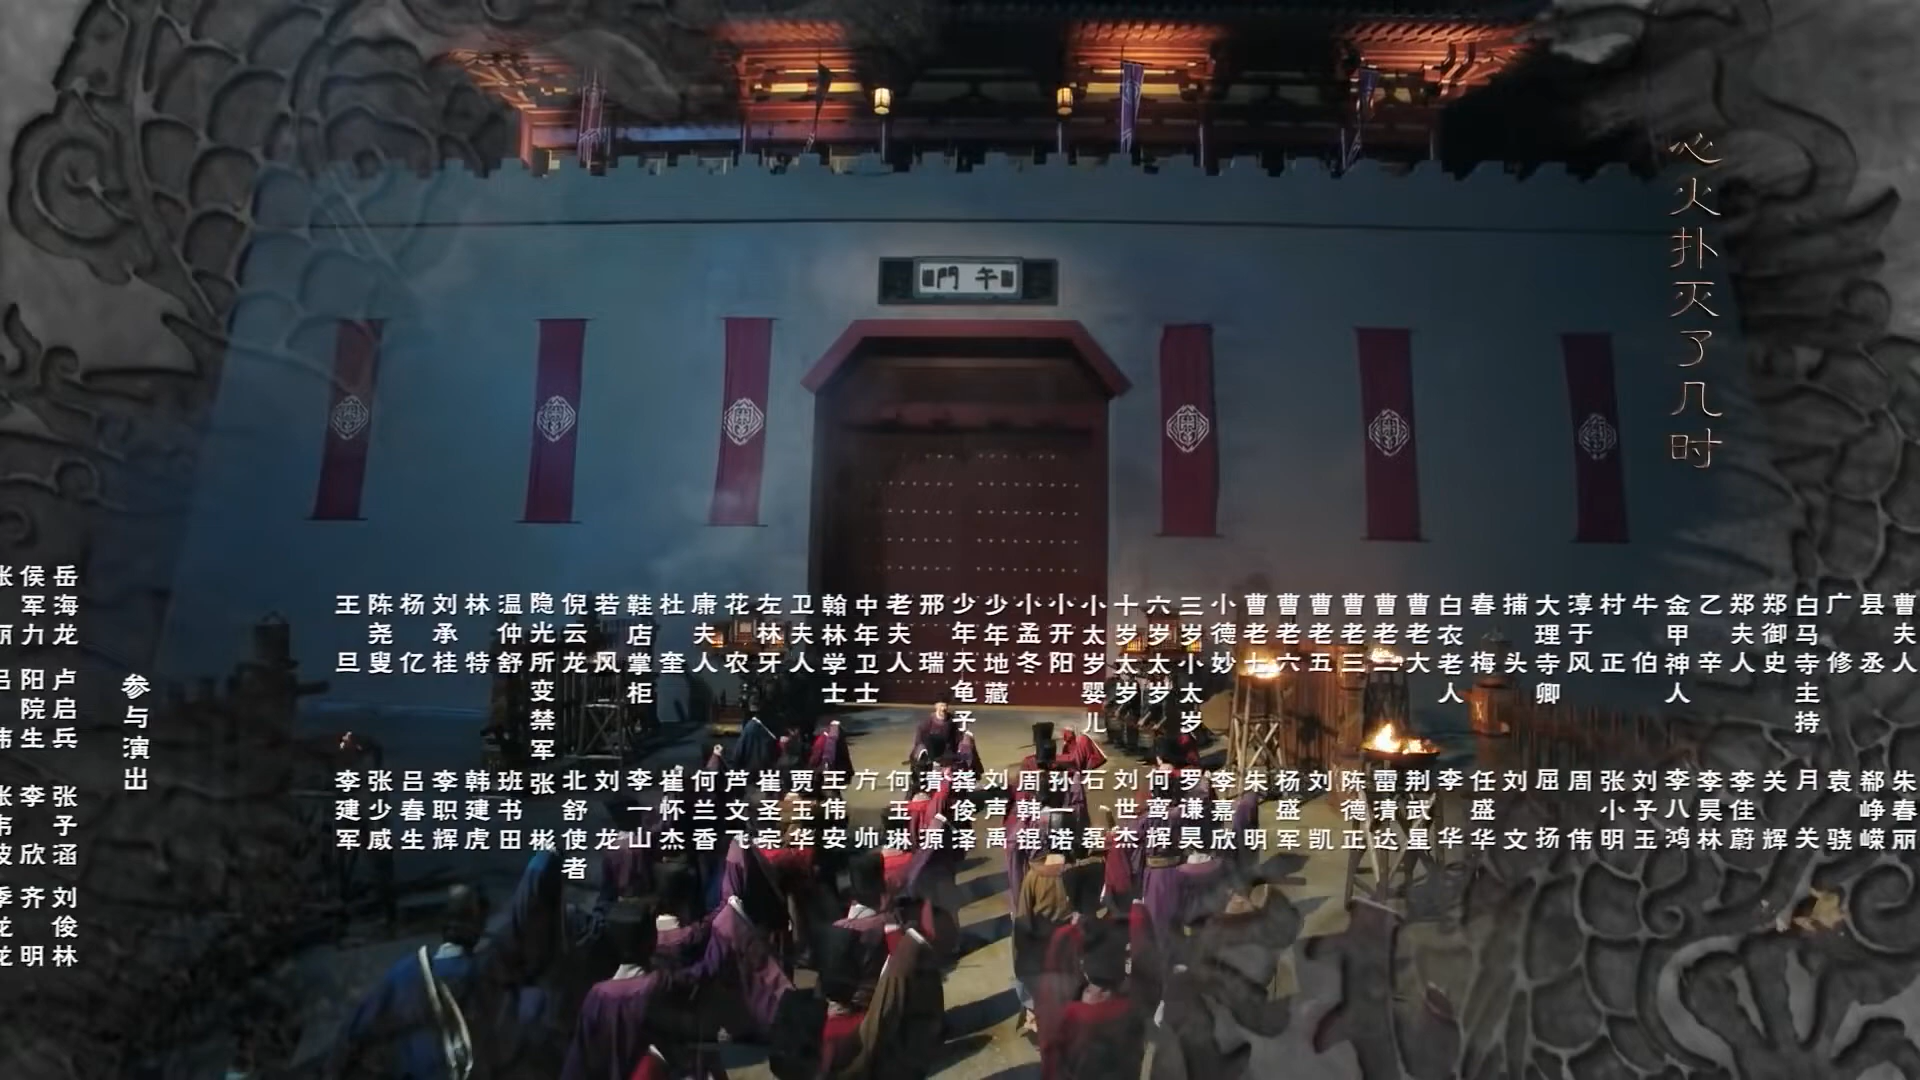 心火扑灭了几时
午門
曹夫人 朱春丽
县丞 郗峥嵘
广修 袁骁
白马寺主持 月关
郑御史 关辉
郑夫人 李佳蔚
乙辛 李昊林
金甲神人 李八鸿
牛伯 刘子玉
村正 张小明
淳于风 周伟
大理寺卿 屈扬
捕头 刘文
春梅 任盛华
白衣老人 李华
曹老大 荆武星
曹老二 雷清达
曹老三 陈德正
曹老五 刘凯
曹老六 杨盛军
曹老七 朱明
小德妙 李嘉欣
三岁小太岁 罗谦昊
六岁太岁 何鸾辉
十岁太岁 刘世杰
小太岁婴儿 石磊
小开阳 孙一诺
小孟冬 周韩锟
少年地藏 刘声禹
少年天龟子 龚俊泽
邢瑞 清源
老夫人 何玉琳
中年卫士 方帅
翰林学士 王伟安
卫夫人 贾玉华
左林牙 崔圣宗
花农 芦文飞
康夫人 何兰香
杜奎 崔怀杰
鞋店掌柜 李一山
若风 刘龙
倪云龙 北舒使者
隐光所变禁军 张彬
温仲舒 班书田
林特 韩建虎
刘承桂 李职辉
杨亿 吕春生
陈尧叟 张少威
王旦 李建军
参与演出
岳海龙 卢启兵 张子涵 刘俊林
侯军力 阳院生 李欣 齐明